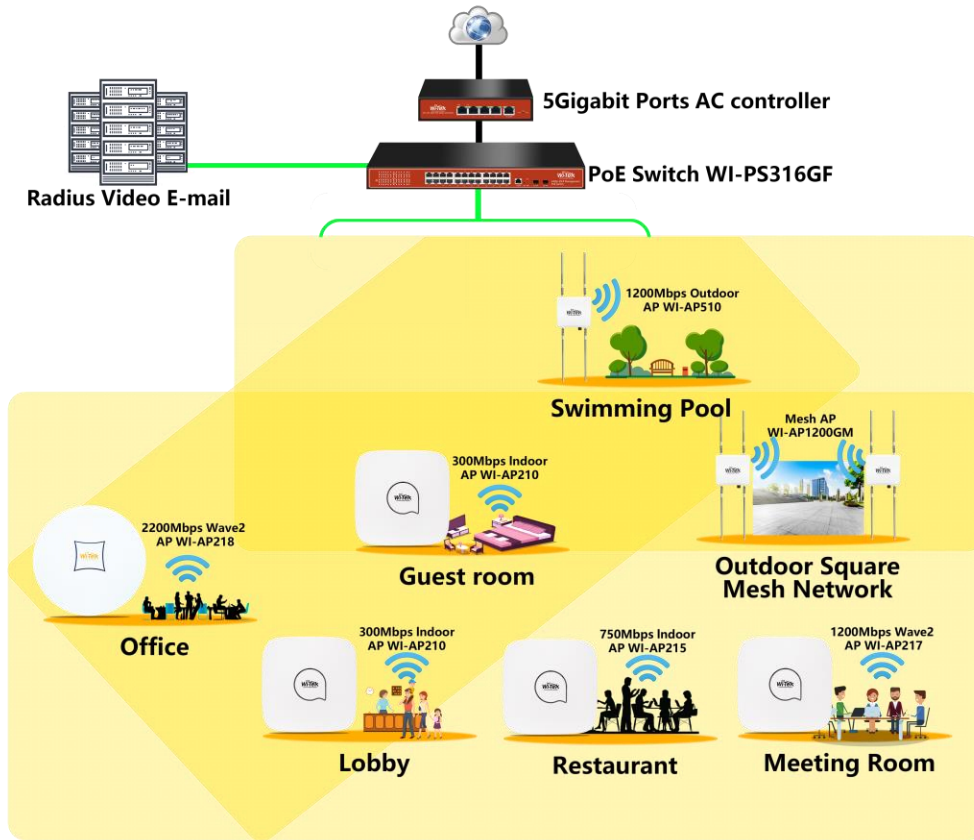 5Gigabit Ports AC controller
PoE Switch WI-PS316GF
Radius Video E-mail
1200Mbps Outdoor
AP WI-AP510
Swimming Pool
Mesh AP
WI-AP1200GM
Outdoor Square
Mesh Network
300Mbps Indoor
AP WI-AP210
Guest room
2200Mbps Wave2
AP WI-AP218
Office
300Mbps Indoor
AP WI-AP210
Lobby
750Mbps Indoor
AP WI-AP215
Restaurant
1200Mbps Wave2
AP WI-AP217
Meeting Room